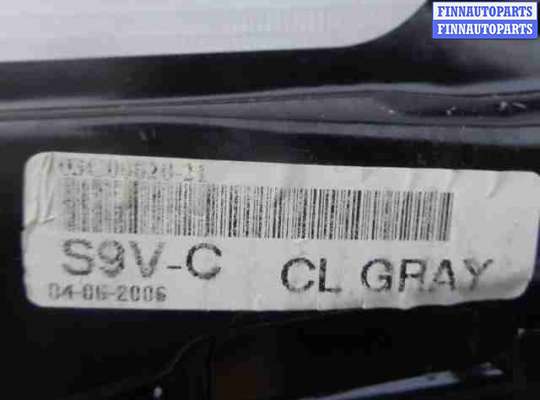 FINNAUTOPARTS
FINNAUTOPARTS
S9V-C
CL GRAY
04-06-2006